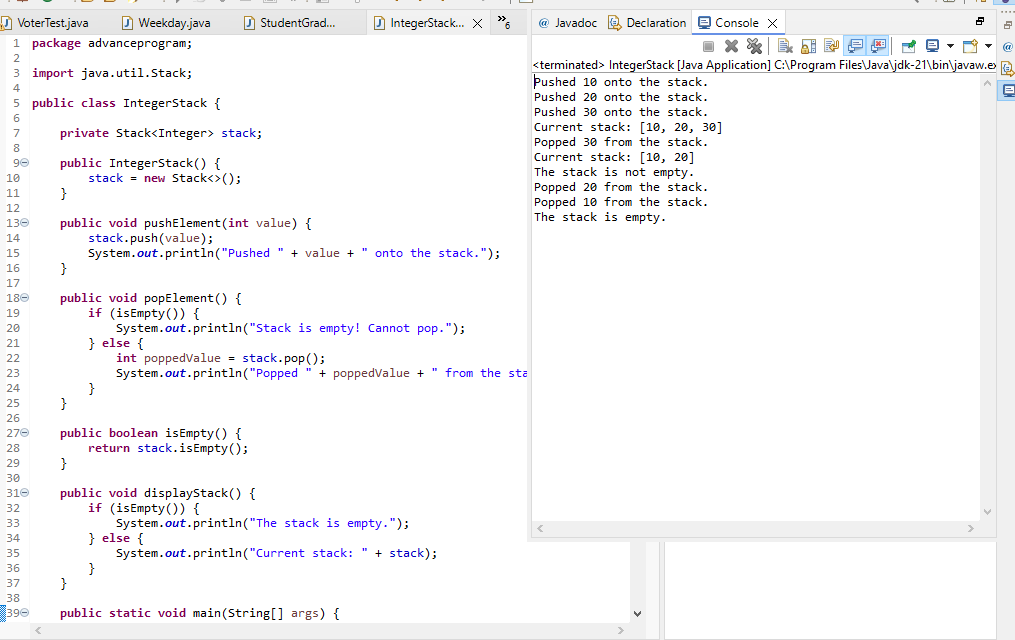 VoterTest.java
Weekday.java
StudentGrad...
IntegerStack...
»6
1 package advanceprogram;
2
3 import java.util.Stack;
4
5 public class IntegerStack {
6
7 private Stack<Integer> stack;
8
9 public IntegerStack() {
10 stack = new Stack<>();
11 }
12
13 public void pushElement(int value) {
14 stack.push(value);
15 System.out.println("Pushed " + value + " onto the stack.");
16 }
17
18 public void popElement() {
19 if (isEmpty()) {
20 System.out.println("Stack is empty! Cannot pop.");
21 } else {
22 int poppedValue = stack.pop();
23 System.out.println("Popped " + poppedValue + " from the sta
24 }
25 }
26
27 public boolean isEmpty() {
28 return stack.isEmpty();
29 }
30
31 public void displayStack() {
32 if (isEmpty()) {
33 System.out.println("The stack is empty.");
34 } else {
35 System.out.println("Current stack: " + stack);
36 }
37 }
38
39 public static void main(String[] args) {
@ Javadoc
Declaration
Console
<terminated> IntegerStack [Java Application] C:\Program Files\Java\jdk-21\bin\javaw.ex
Pushed 10 onto the stack.
Pushed 20 onto the stack.
Pushed 30 onto the stack.
Current stack: [10, 20, 30]
Popped 30 from the stack.
Current stack: [10, 20]
The stack is not empty.
Popped 20 from the stack.
Popped 10 from the stack.
The stack is empty.